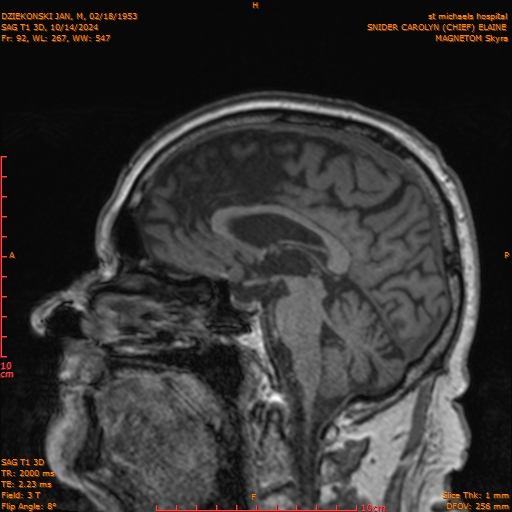 H
DZIEKONSKI JAN, M, 02/18/1953
SAG T1 3D, 10/14/2024
Fr: 92, WL: 267, WW: 547
st michaels hospital
SNIDER CAROLYN (CHIEF) ELAINE
MAGNETOM Skyra
A
P
10
cm
SAG T1 3D
TR: 2000 ms
TE: 2.23 ms
Field: 3 T
Flip Angle: 8°
F
10cm
Slice Thk: 1 mm
DFOV: 256 mm